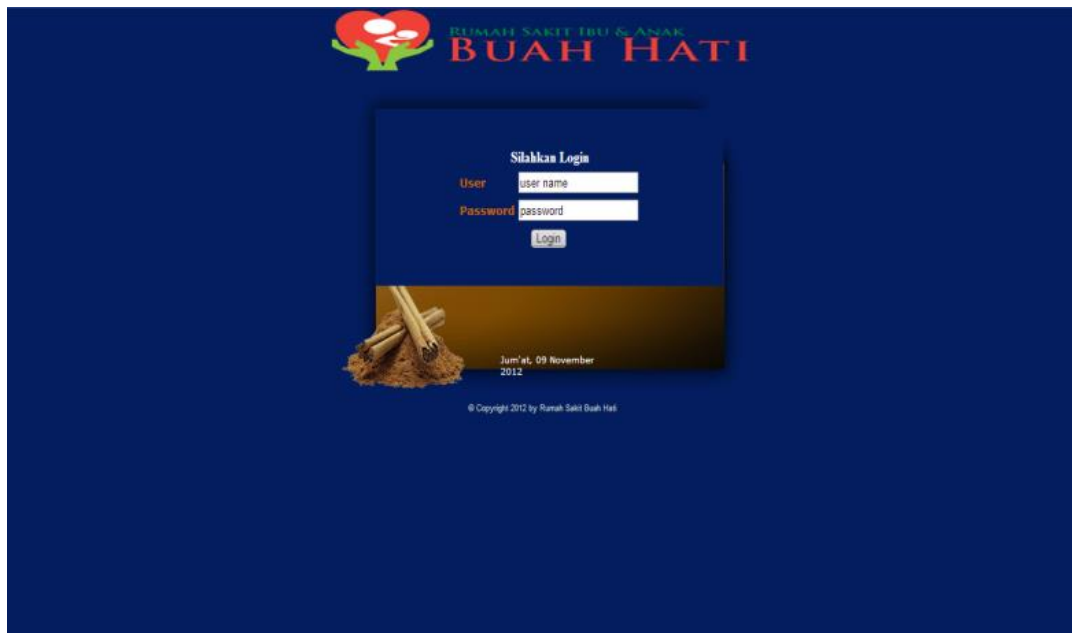 RUMAH SAKIT IBU & ANAK
BUAH HATI
Silahkan Login
User
user name
Password
password
Login
Jum'at, 09 November
2012
© Copyright 2012 by Rumah Sakit Buah Hati